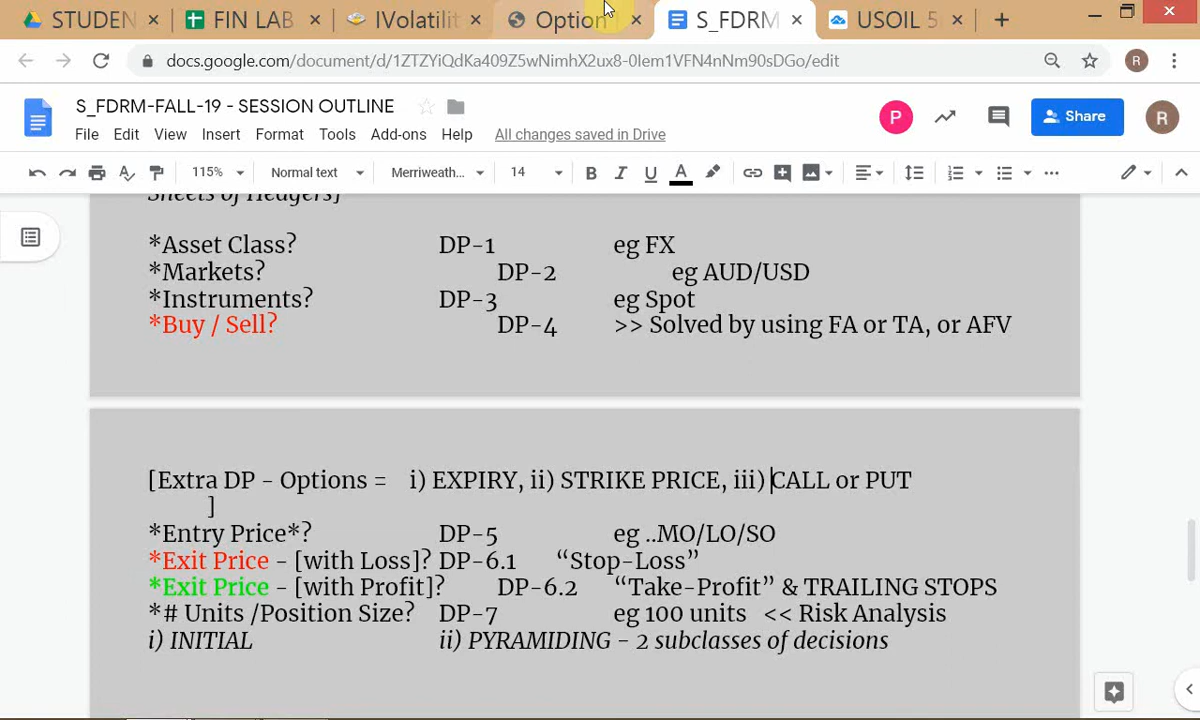 STUDEN
FIN LAB
IVolatilit
Option
S_FDRM
USOIL 5
docs.google.com/document/d/1ZTZYiQdKa409Z5wNimhX2ux8-0Iem1VFN4nNm90sDGo/edit
R
S_FDRM-FALL-19 - SESSION OUTLINE
P
Share
R
File Edit View Insert Format Tools Add-ons Help All changes saved in Drive
115% Normal text Merriweath... 14 B I U A
Sheets of Hedgers]
*Asset Class? DP-1 eg FX
*Markets? DP-2 eg AUD/USD
*Instruments? DP-3 eg Spot
*Buy / Sell? DP-4 >> Solved by using FA or TA, or AFV
[Extra DP - Options = i) EXPIRY, ii) STRIKE PRICE, iii) CALL or PUT
]
*Entry Price*? DP-5 eg ..MO/LO/SO
*Exit Price - [with Loss]? DP-6.1 “Stop-Loss”
*Exit Price - [with Profit]? DP-6.2 “Take-Profit” & TRAILING STOPS
*# Units /Position Size? DP-7 eg 100 units << Risk Analysis
i) INITIAL ii) PYRAMIDING - 2 subclasses of decisions